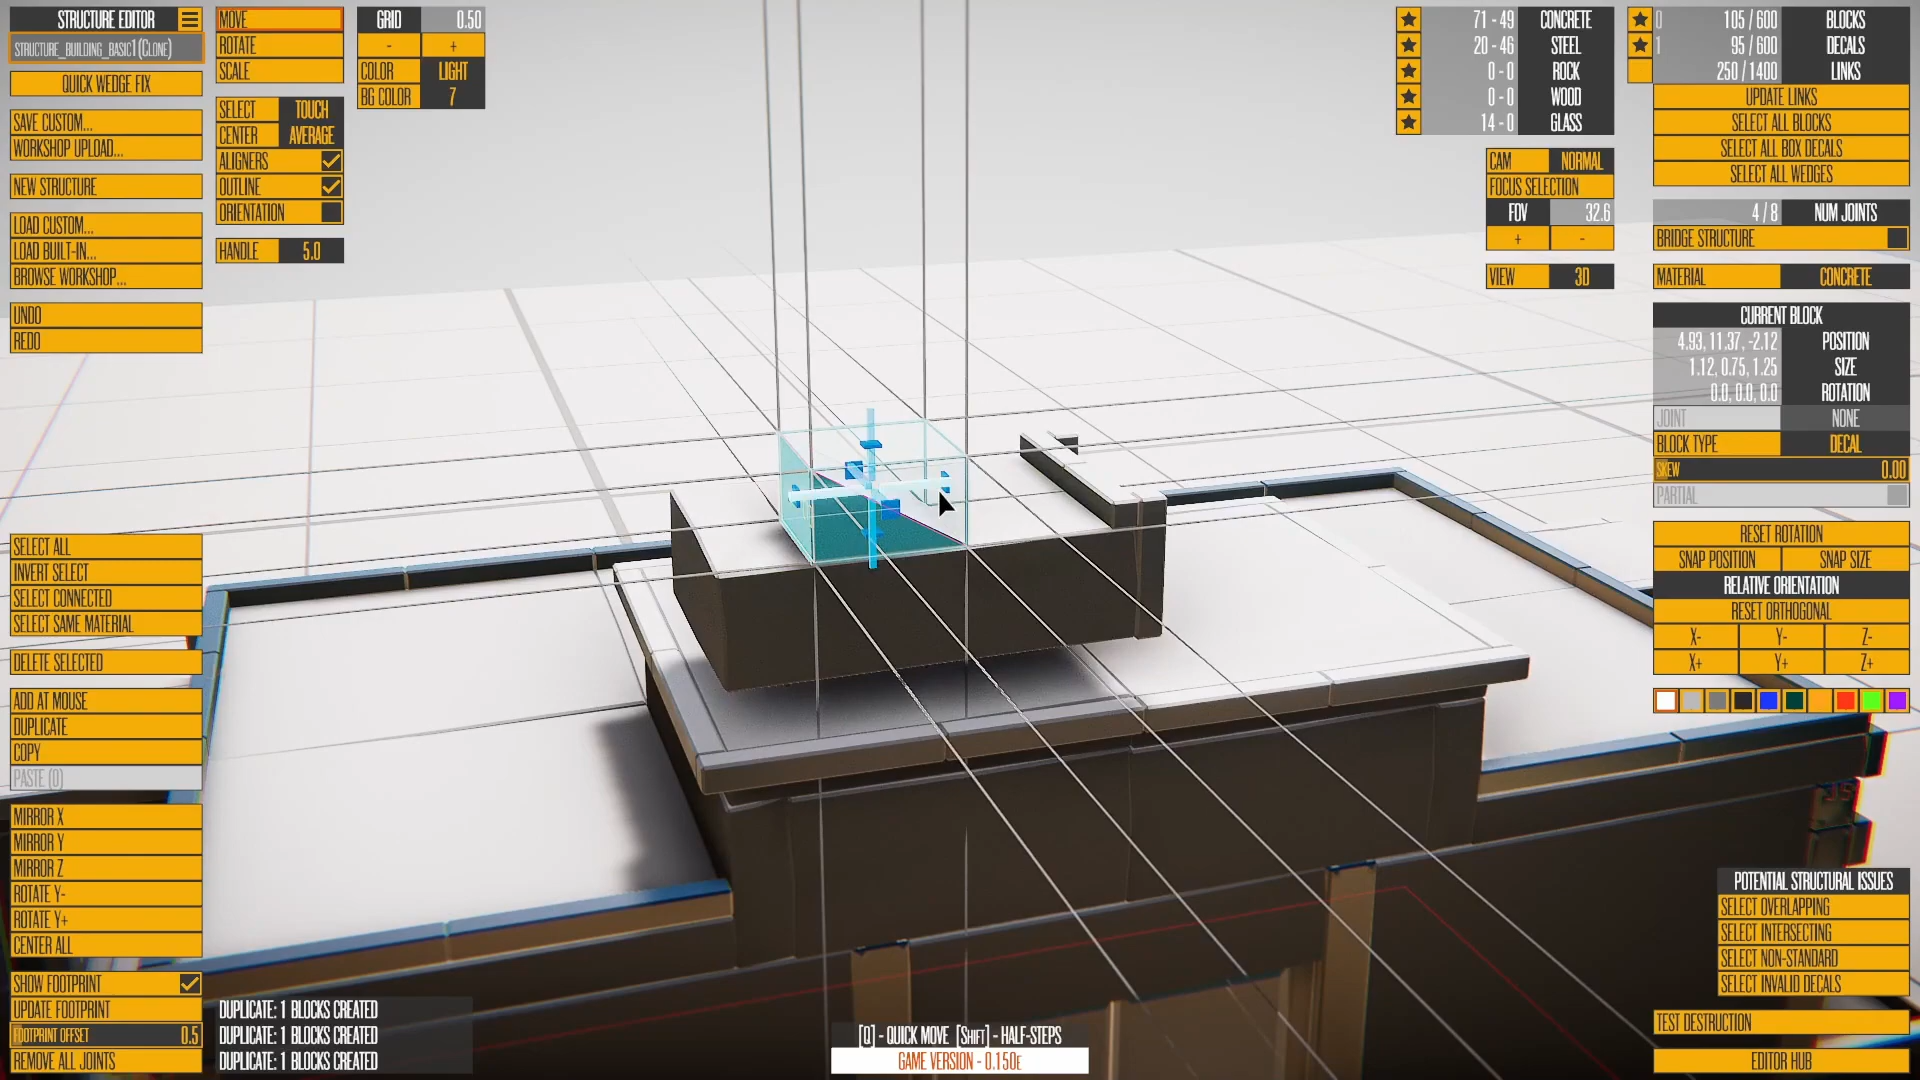 STRUCTURE EDITOR
STRUCTURE_BUILDING_BASIC1(CLONE)
QUICK WEDGE FIX
SAVE CUSTOM...
WORKSHOP UPLOAD...
NEW STRUCTURE
LOAD CUSTOM...
LOAD BUILT-IN...
BROWSE WORKSHOP...
UNDO
REDO
SELECT ALL
INVERT SELECT
SELECT CONNECTED
SELECT SAME MATERIAL
DELETE SELECTED
ADD AT MOUSE
DUPLICATE
COPY
PASTE (0)
MIRROR X
MIRROR Y
MIRROR Z
ROTATE Y-
ROTATE Y+
CENTER ALL
SHOW FOOTPRINT
UPDATE FOOTPRINT
FOOTPRINT OFFSET 0.5
REMOVE ALL JOINTS
MOVE
ROTATE
SCALE
SELECT TOUCH
CENTER AVERAGE
ALIGNERS
OUTLINE
ORIENTATION
HANDLE 5.0
GRID 0.50
- +
COLOR LIGHT
BG COLOR 7
DUPLICATE: 1 BLOCKS CREATED
DUPLICATE: 1 BLOCKS CREATED
DUPLICATE: 1 BLOCKS CREATED
[Q] - QUICK MOVE [SHIFT] - HALF-STEPS
GAME VERSION - 0.150E
71 - 49 CONCRETE
20 - 46 STEEL
0 - 0 ROCK
0 - 0 WOOD
14 - 0 GLASS
CAM NORMAL
FOCUS SELECTION
FOV 32.6
+ -
VIEW 3D
0 105 / 600 BLOCKS
1 95 / 600 DECALS
250 / 1400 LINKS
UPDATE LINKS
SELECT ALL BLOCKS
SELECT ALL BOX DECALS
SELECT ALL WEDGES
4 / 8 NUM JOINTS
BRIDGE STRUCTURE
MATERIAL CONCRETE
CURRENT BLOCK
4.93, 11.37, -2.12 POSITION
1.12, 0.75, 1.25 SIZE
0.0, 0.0, 0.0 ROTATION
JOINT NONE
BLOCK TYPE DECAL
SKEW 0.00
PARTIAL
RESET ROTATION
SNAP POSITION SNAP SIZE
RELATIVE ORIENTATION
RESET ORTHOGONAL
X- Y- Z-
X+ Y+ Z+
POTENTIAL STRUCTURAL ISSUES
SELECT OVERLAPPING
SELECT INTERSECTING
SELECT NON-STANDARD
SELECT INVALID DECALS
TEST DESTRUCTION
EDITOR HUB